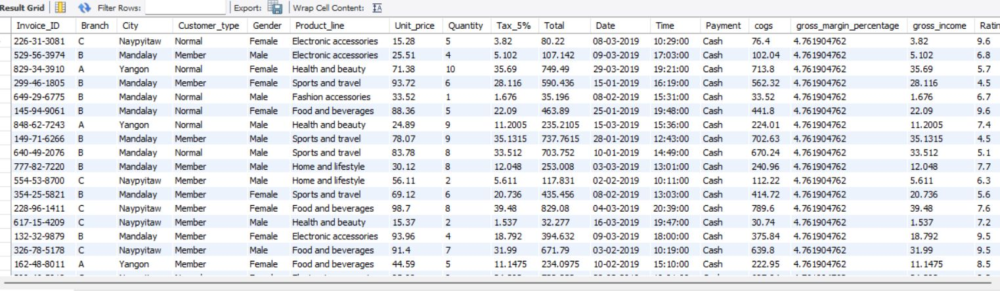 Result Grid Filter Rows: Export: Wrap Cell Content:
Invoice_ID Branch City Customer_type Gender Product_line Unit_price Quantity Tax_5% Total Date Time Payment cogs gross_margin_percentage gross_income Ratin
226-31-3081 C Naypyitaw Normal Female Electronic accessories 15.28 5 3.82 80.22 08-03-2019 10:29:00 Cash 76.4 4.761904762 3.82 9.6
529-56-3974 B Mandalay Member Male Electronic accessories 25.51 4 5.102 107.142 09-03-2019 17:03:00 Cash 102.04 4.761904762 5.102 6.8
829-34-3910 A Yangon Normal Female Health and beauty 71.38 10 35.69 749.49 29-03-2019 19:21:00 Cash 713.8 4.761904762 35.69 5.7
299-46-1805 B Mandalay Member Female Sports and travel 93.72 6 28.116 590.436 15-01-2019 16:19:00 Cash 562.32 4.761904762 28.116 4.5
649-29-6775 B Mandalay Normal Male Fashion accessories 33.52 1 1.676 35.196 08-02-2019 15:31:00 Cash 33.52 4.761904762 1.676 6.7
145-94-9061 B Mandalay Normal Female Food and beverages 88.36 5 22.09 463.89 25-01-2019 19:48:00 Cash 441.8 4.761904762 22.09 9.6
848-62-7243 A Yangon Normal Male Health and beauty 24.89 9 11.2005 235.2105 15-03-2019 15:36:00 Cash 224.01 4.761904762 11.2005 7.4
149-71-6266 B Mandalay Member Male Sports and travel 78.07 9 35.1315 737.7615 28-01-2019 12:43:00 Cash 702.63 4.761904762 35.1315 4.5
640-49-2076 B Mandalay Normal Male Sports and travel 83.78 8 33.512 703.752 10-01-2019 14:49:00 Cash 670.24 4.761904762 33.512 5.1
777-82-7220 B Mandalay Member Male Home and lifestyle 30.12 8 12.048 253.008 03-03-2019 13:01:00 Cash 240.96 4.761904762 12.048 7.7
554-53-8700 C Naypyitaw Member Male Home and lifestyle 56.11 2 5.611 117.831 02-02-2019 10:11:00 Cash 112.22 4.761904762 5.611 6.3
354-25-5821 B Mandalay Member Female Sports and travel 69.12 6 20.736 435.456 08-02-2019 13:03:00 Cash 414.72 4.761904762 20.736 5.6
228-96-1411 C Naypyitaw Member Female Food and beverages 98.7 8 39.48 829.08 04-03-2019 20:39:00 Cash 789.6 4.761904762 39.48 7.6
617-15-4209 C Naypyitaw Member Male Health and beauty 15.37 2 1.537 32.277 16-03-2019 19:47:00 Cash 30.74 4.761904762 1.537 7.2
132-32-9879 B Mandalay Member Female Electronic accessories 93.96 4 18.792 394.632 09-03-2019 18:00:00 Cash 375.84 4.761904762 18.792 9.5
326-78-5178 C Naypyitaw Member Male Food and beverages 91.4 7 31.99 671.79 03-02-2019 10:19:00 Cash 639.8 4.761904762 31.99 9.5
162-48-8011 A Yangon Member Female Food and beverages 44.59 5 11.1475 234.0975 10-02-2019 15:10:00 Cash 222.95 4.761904762 11.1475 8.5